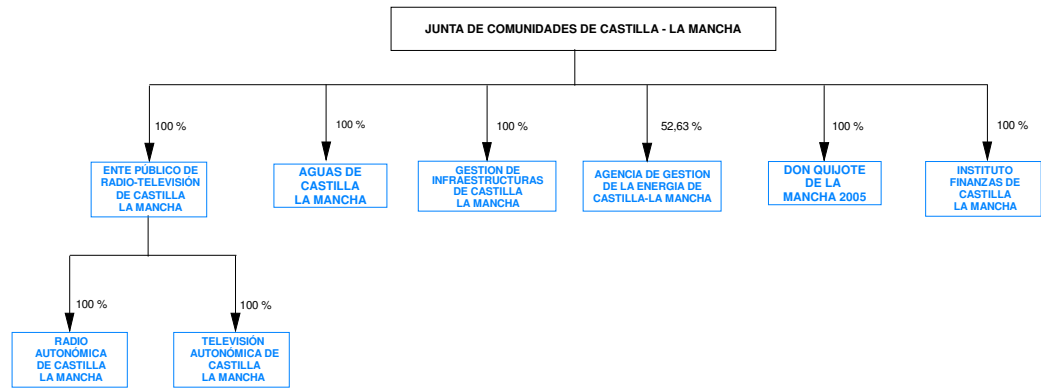 JUNTA DE COMUNIDADES DE CASTILLA - LA MANCHA
100 %
100 %
100 %
52,63 %
100 %
100 %
ENTE PÚBLICO DE
RADIO-TELEVISIÓN
DE CASTILLA
LA MANCHA
AGUAS DE
CASTILLA
LA MANCHA
GESTION DE
INFRAESTRUCTURAS
DE CASTILLA
LA MANCHA
AGENCIA DE GESTION
DE LA ENERGIA DE
CASTILLA-LA MANCHA
DON QUIJOTE
DE LA
MANCHA 2005
INSTITUTO
FINANZAS DE
CASTILLA
LA MANCHA
100 %
100 %
RADIO
AUTONÓMICA
DE CASTILLA
LA MANCHA
TELEVISIÓN
AUTONÓMICA DE
CASTILLA
LA MANCHA